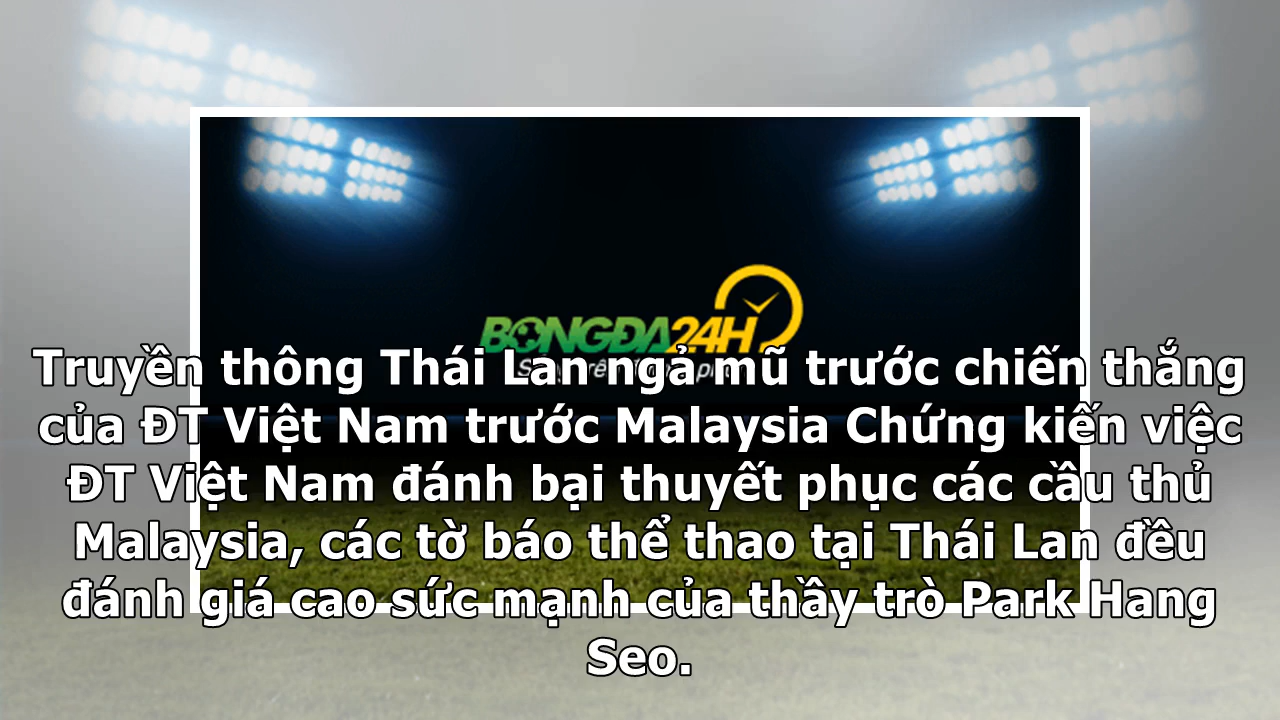 BONGĐA24H
Truyền thông Thái Lan ngả mũ trước chiến thắng
của ĐT Việt Nam trước Malaysia Chứng kiến việc
ĐT Việt Nam đánh bại thuyết phục các cầu thủ
Malaysia, các tờ báo thể thao tại Thái Lan đều
đánh giá cao sức mạnh của thầy trò Park Hang
Seo.